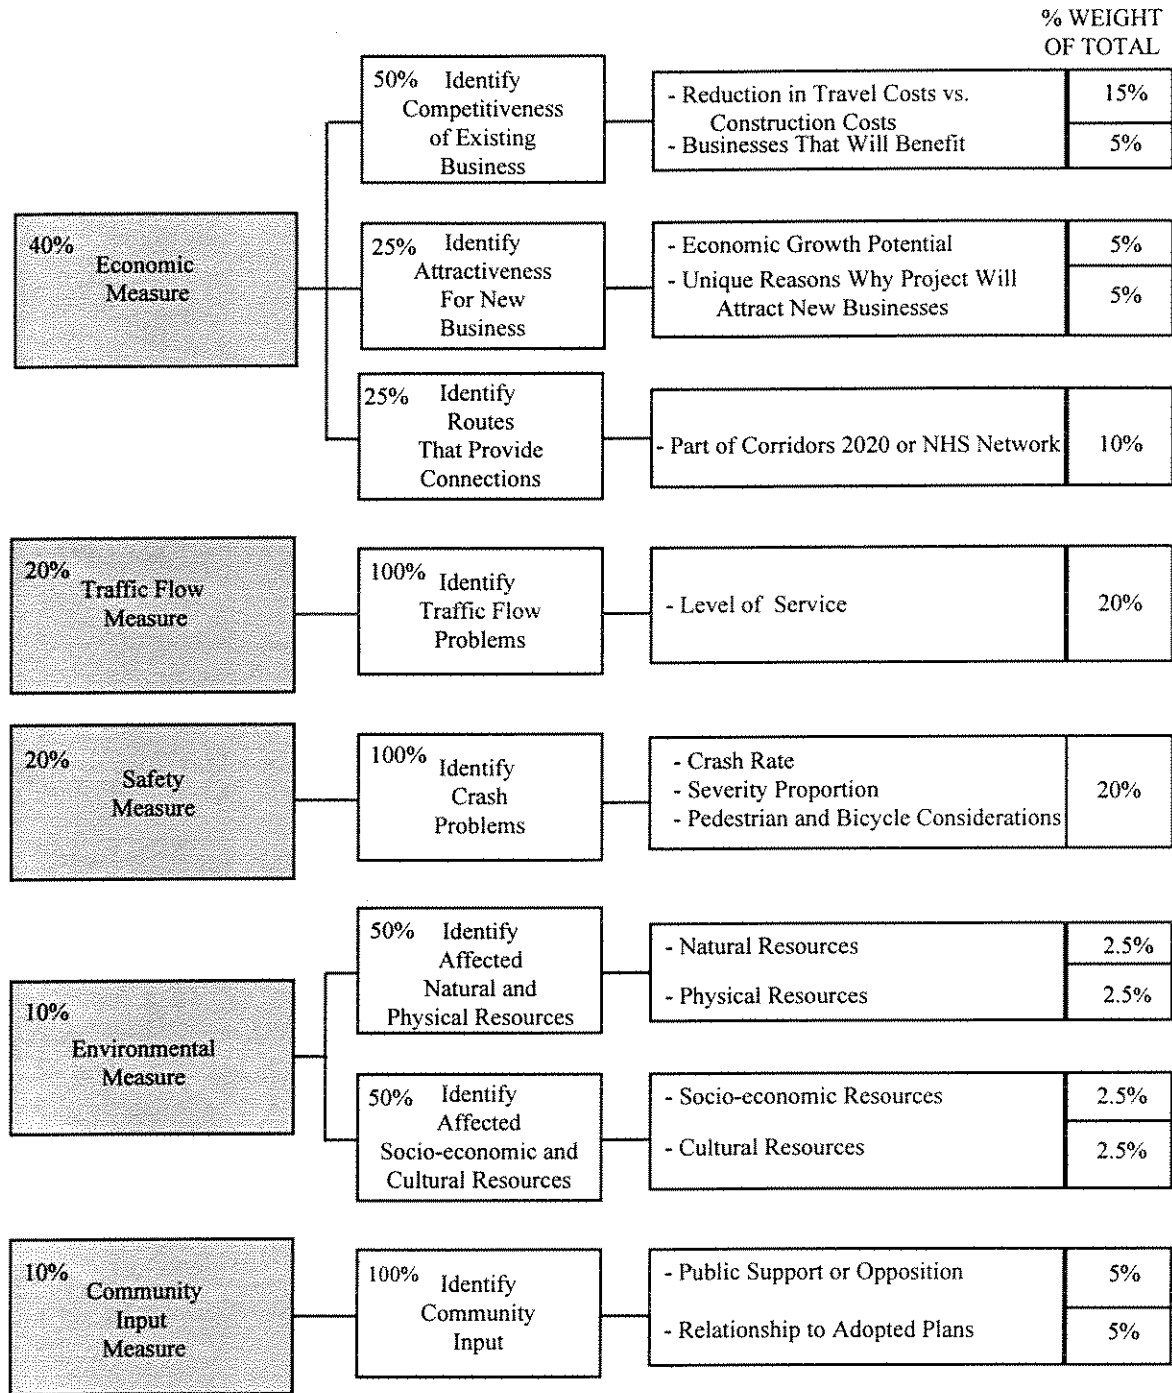 % WEIGHT
OF TOTAL
40%
Economic
Measure
50% Identify
Competitiveness
of Existing
Business
- Reduction in Travel Costs vs.
Construction Costs
15%
- Businesses That Will Benefit
5%
25% Identify
Attractiveness
For New
Business
- Economic Growth Potential
5%
- Unique Reasons Why Project Will
Attract New Businesses
5%
25% Identify
Routes
That Provide
Connections
- Part of Corridors 2020 or NHS Network
10%
20%
Traffic Flow
Measure
100% Identify
Traffic Flow
Problems
- Level of Service
20%
20%
Safety
Measure
100% Identify
Crash
Problems
- Crash Rate
- Severity Proportion
- Pedestrian and Bicycle Considerations
20%
10%
Environmental
Measure
50% Identify
Affected
Natural and
Physical Resources
- Natural Resources
2.5%
- Physical Resources
2.5%
50% Identify
Affected
Socio-economic and
Cultural Resources
- Socio-economic Resources
2.5%
- Cultural Resources
2.5%
10%
Community
Input
Measure
100% Identify
Community
Input
- Public Support or Opposition
5%
- Relationship to Adopted Plans
5%